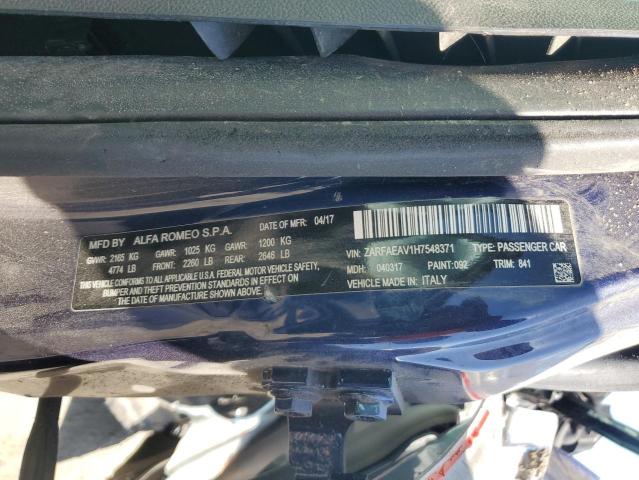 MFD BY ALFA ROMEO S.P.A. DATE OF MFR: 04/17
GWWR: 2165 KG GAWR: 1025 KG GAWR: 1200 KG
4774 LB FRONT: 2260 LB REAR: 2646 LB
THIS VEHICLE CONFORMS TO ALL APPLICABLE U.S.A. FEDERAL MOTOR VEHICLE SAFETY,
BUMPER AND THEFT PREVENTION STANDARDS IN EFFECT ON
THE DATE OF MANUFACTURE SHOWN ABOVE.
VIN: ZARFAEAV1H7548371 TYPE: PASSENGER CAR
MDH: 040317 PAINT:092 TRIM: 841
VEHICLE MADE IN ITALY